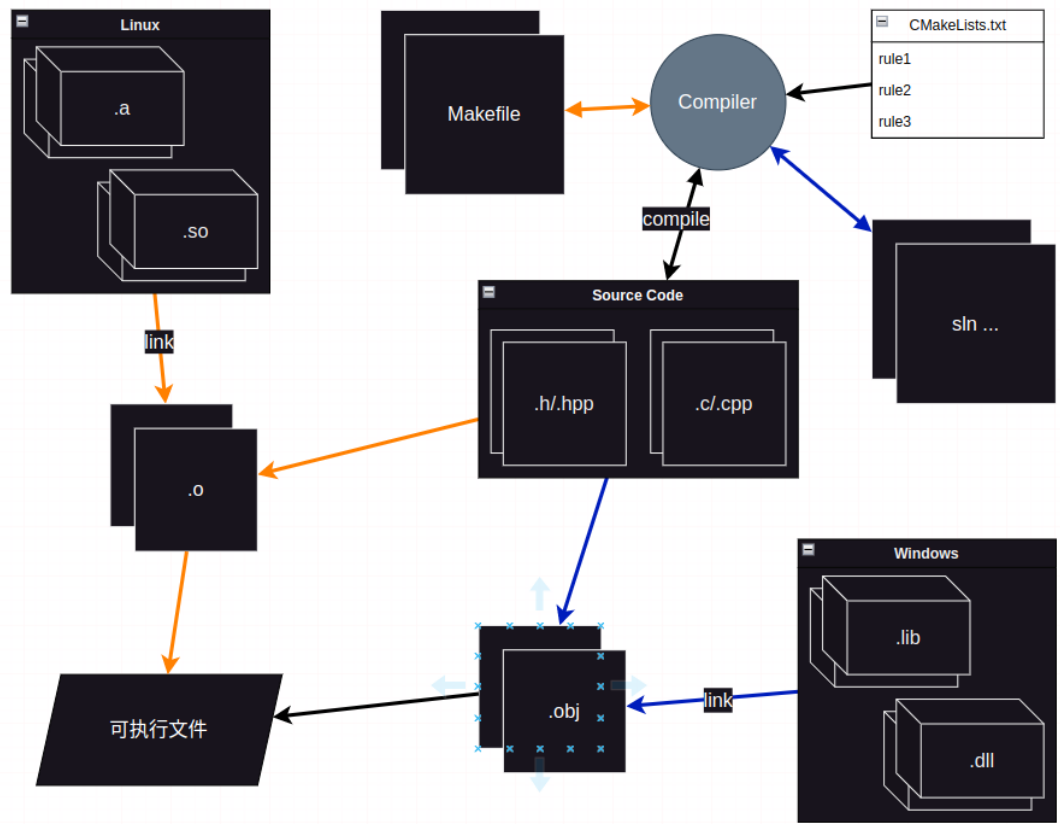 Linux
.a
.so
link
.o
可执行文件
Makefile
Compiler
compile
CMakeLists.txt
rule1
rule2
rule3
sln ...
Source Code
.h/.hpp
.c/.cpp
.obj
link
Windows
.lib
.dll